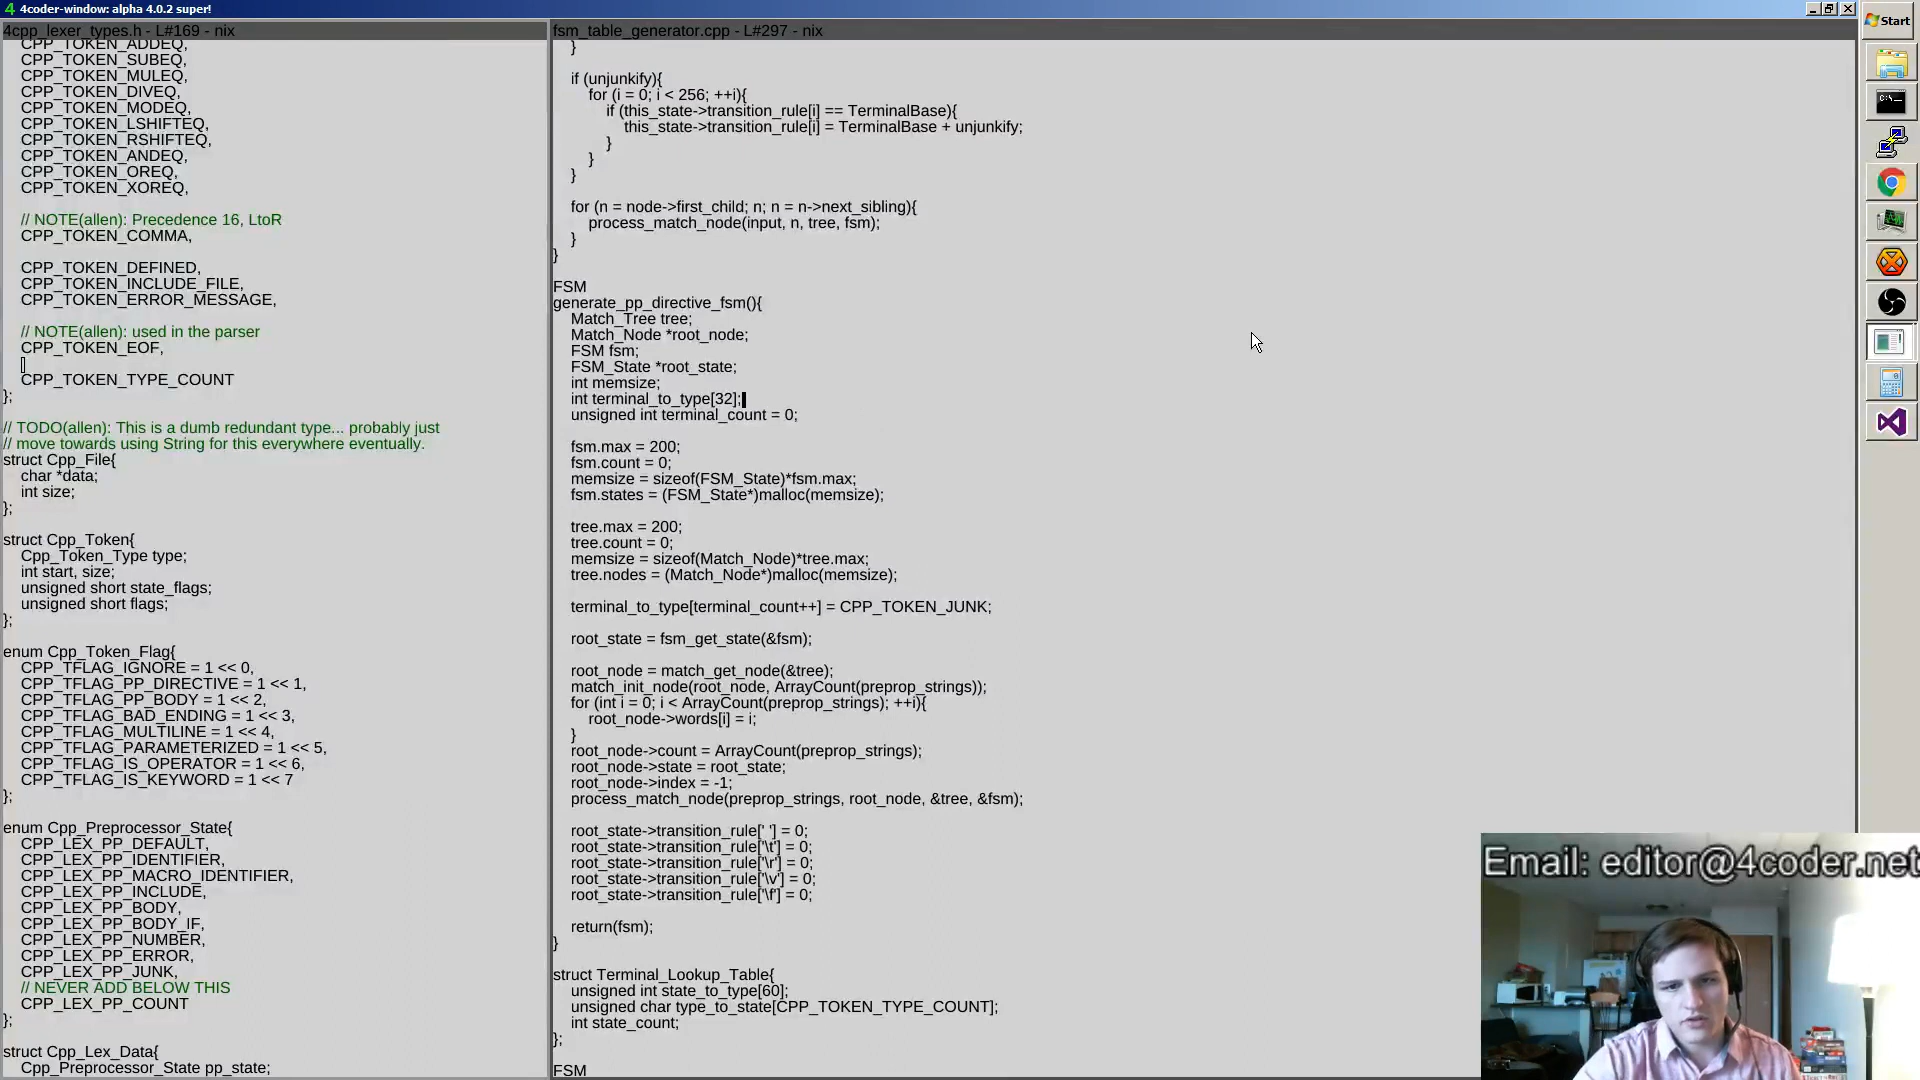 4 4coder-window: alpha 4.0.2 super!
4cpp_lexer_types.h - L#169 - nix
CPP_TOKEN_ADDEQ,
CPP_TOKEN_SUBEQ,
CPP_TOKEN_MULEQ,
CPP_TOKEN_DIVEQ,
CPP_TOKEN_MODEQ,
CPP_TOKEN_LSHIFTEQ,
CPP_TOKEN_RSHIFTEQ,
CPP_TOKEN_ANDEQ,
CPP_TOKEN_OREQ,
CPP_TOKEN_XOREQ,
// NOTE(allen): Precedence 16, LtoR
CPP_TOKEN_COMMA,
CPP_TOKEN_DEFINED,
CPP_TOKEN_INCLUDE_FILE,
CPP_TOKEN_ERROR_MESSAGE,
// NOTE(allen): used in the parser
CPP_TOKEN_EOF,
CPP_TOKEN_TYPE_COUNT
};
// TODO(allen): This is a dumb redundant type... probably just
// move towards using String for this everywhere eventually.
struct Cpp_File{
char *data;
int size;
};
struct Cpp_Token{
Cpp_Token_Type type;
int start, size;
unsigned short state_flags;
unsigned short flags;
};
enum Cpp_Token_Flag{
CPP_TFLAG_IGNORE = 1 << 0,
CPP_TFLAG_PP_DIRECTIVE = 1 << 1,
CPP_TFLAG_PP_BODY = 1 << 2,
CPP_TFLAG_BAD_ENDING = 1 << 3,
CPP_TFLAG_MULTILINE = 1 << 4,
CPP_TFLAG_PARAMETERIZED = 1 << 5,
CPP_TFLAG_IS_OPERATOR = 1 << 6,
CPP_TFLAG_IS_KEYWORD = 1 << 7
};
enum Cpp_Preprocessor_State{
CPP_LEX_PP_DEFAULT,
CPP_LEX_PP_IDENTIFIER,
CPP_LEX_PP_MACRO_IDENTIFIER,
CPP_LEX_PP_INCLUDE,
CPP_LEX_PP_BODY,
CPP_LEX_PP_BODY_IF,
CPP_LEX_PP_NUMBER,
CPP_LEX_PP_ERROR,
CPP_LEX_PP_JUNK,
// NEVER ADD BELOW THIS
CPP_LEX_PP_COUNT
};
struct Cpp_Lex_Data{
Cpp_Preprocessor_State pp_state;
fsm_table_generator.cpp - L#297 - nix
}
if (unjunkify){
for (i = 0; i < 256; ++i){
if (this_state->transition_rule[i] == TerminalBase){
this_state->transition_rule[i] = TerminalBase + unjunkify;
}
}
}
for (n = node->first_child; n; n = n->next_sibling){
process_match_node(input, n, tree, fsm);
}
}
FSM
generate_pp_directive_fsm(){
Match_Tree tree;
Match_Node *root_node;
FSM fsm;
FSM_State *root_state;
int memsize;
int terminal_to_type[32];
unsigned int terminal_count = 0;
fsm.max = 200;
fsm.count = 0;
memsize = sizeof(FSM_State)*fsm.max;
fsm.states = (FSM_State*)malloc(memsize);
tree.max = 200;
tree.count = 0;
memsize = sizeof(Match_Node)*tree.max;
tree.nodes = (Match_Node*)malloc(memsize);
terminal_to_type[terminal_count++] = CPP_TOKEN_JUNK;
root_state = fsm_get_state(&fsm);
root_node = match_get_node(&tree);
match_init_node(root_node, ArrayCount(preprop_strings));
for (int i = 0; i < ArrayCount(preprop_strings); ++i){
root_node->words[i] = i;
}
root_node->count = ArrayCount(preprop_strings);
root_node->state = root_state;
root_node->index = -1;
process_match_node(preprop_strings, root_node, &tree, &fsm);
root_state->transition_rule[' '] = 0;
root_state->transition_rule['\t'] = 0;
root_state->transition_rule['\r'] = 0;
root_state->transition_rule['\v'] = 0;
root_state->transition_rule['\f'] = 0;
return(fsm);
}
struct Terminal_Lookup_Table{
unsigned int state_to_type[60];
unsigned char type_to_state[CPP_TOKEN_TYPE_COUNT];
int state_count;
};
FSM
Start
C:\_
Email: editor@4coder.net